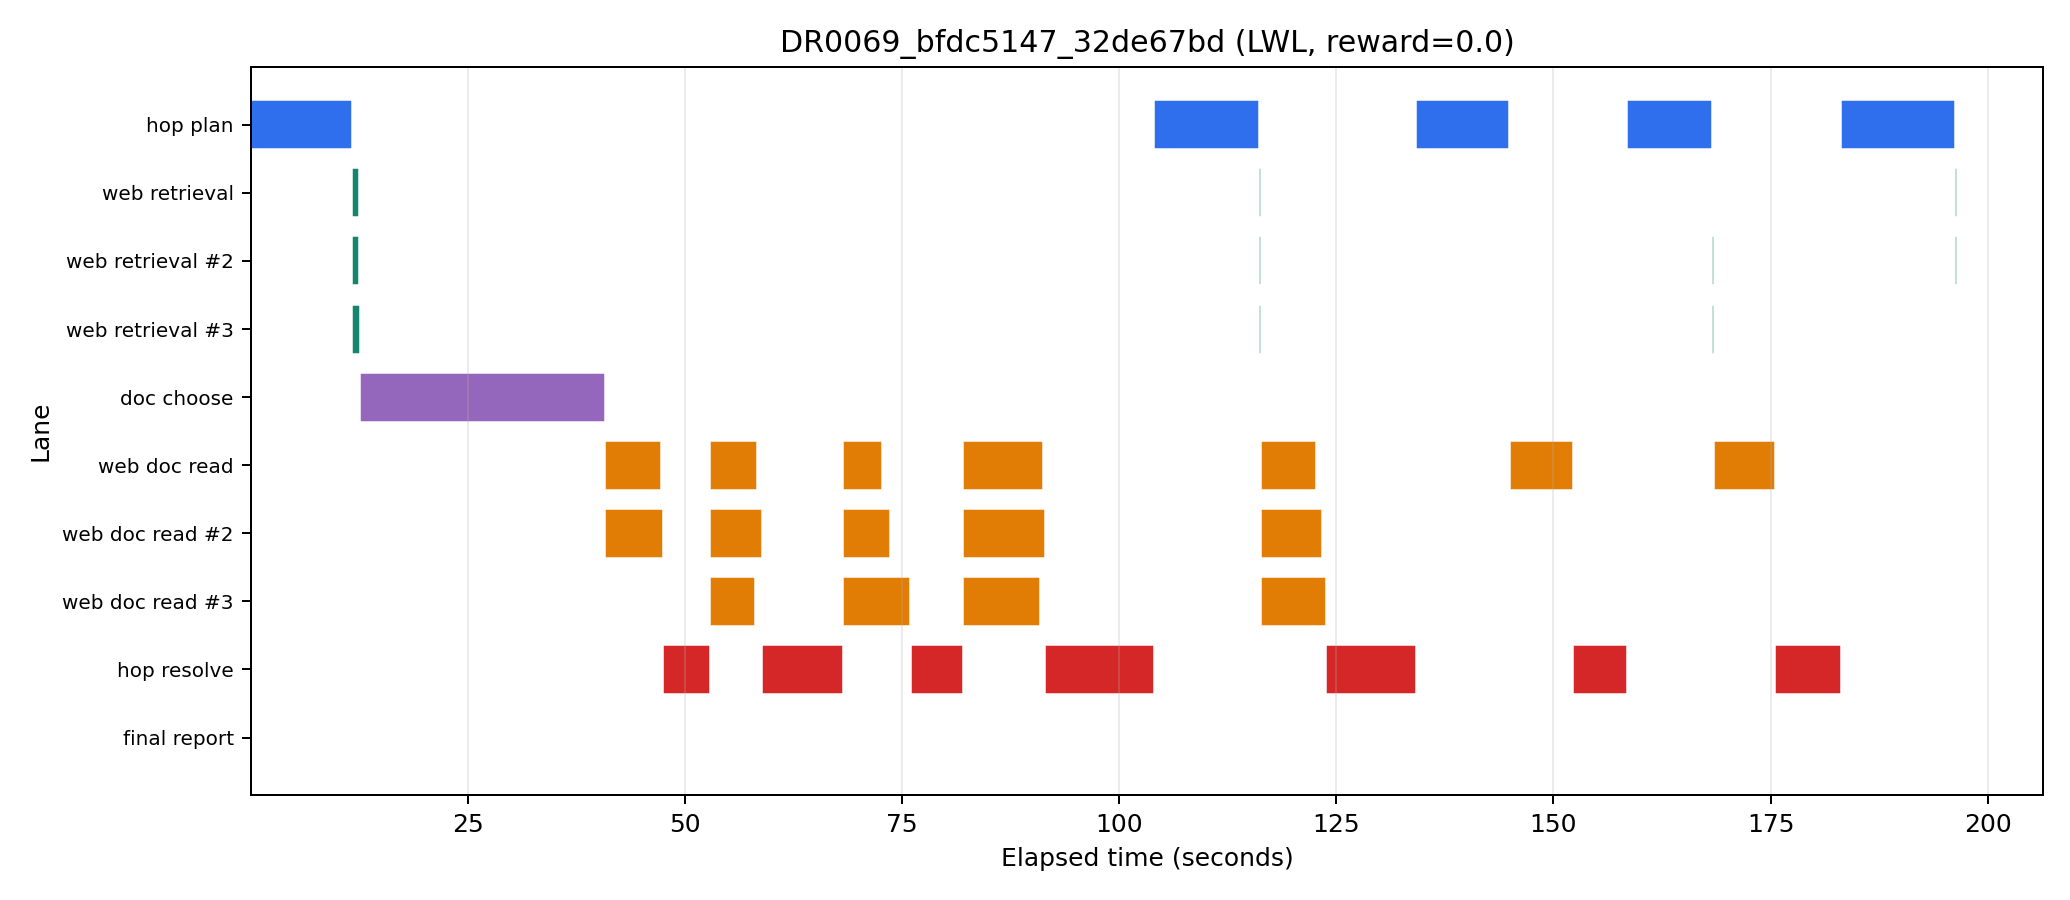 DR0069_bfdc5147_32de67bd (LWL, reward=0.0)
Lane
hop plan
web retrieval
web retrieval #2
web retrieval #3
doc choose
web doc read
web doc read #2
web doc read #3
hop resolve
final report
25 50 75 100 125 150 175 200
Elapsed time (seconds)